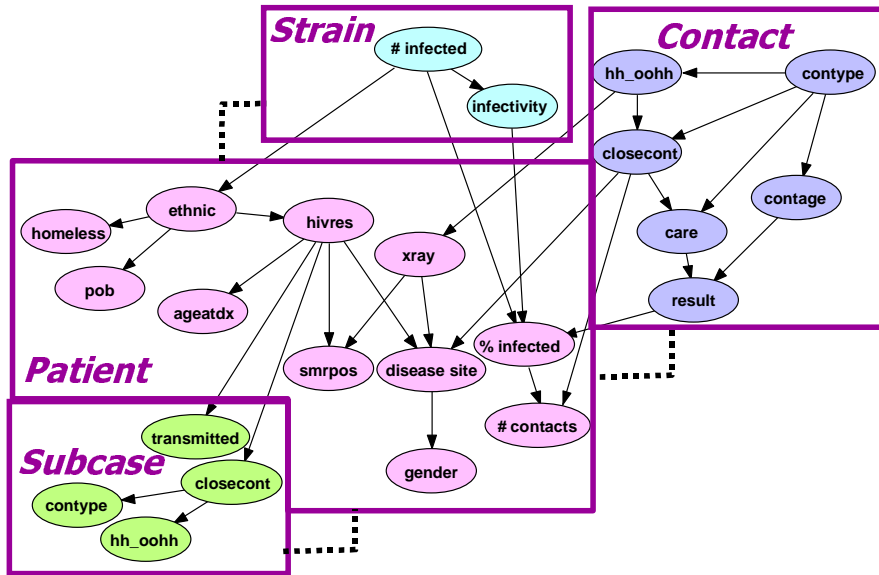 Strain
# infected
infectivity
Contact
hh_oohh
contype
closecont
contage
care
result
ethnic
hivres
homeless
xray
pob
ageatdx
% infected
smrpos
disease site
Patient
# contacts
gender
transmitted
Subcase
closecont
contype
hh_oohh